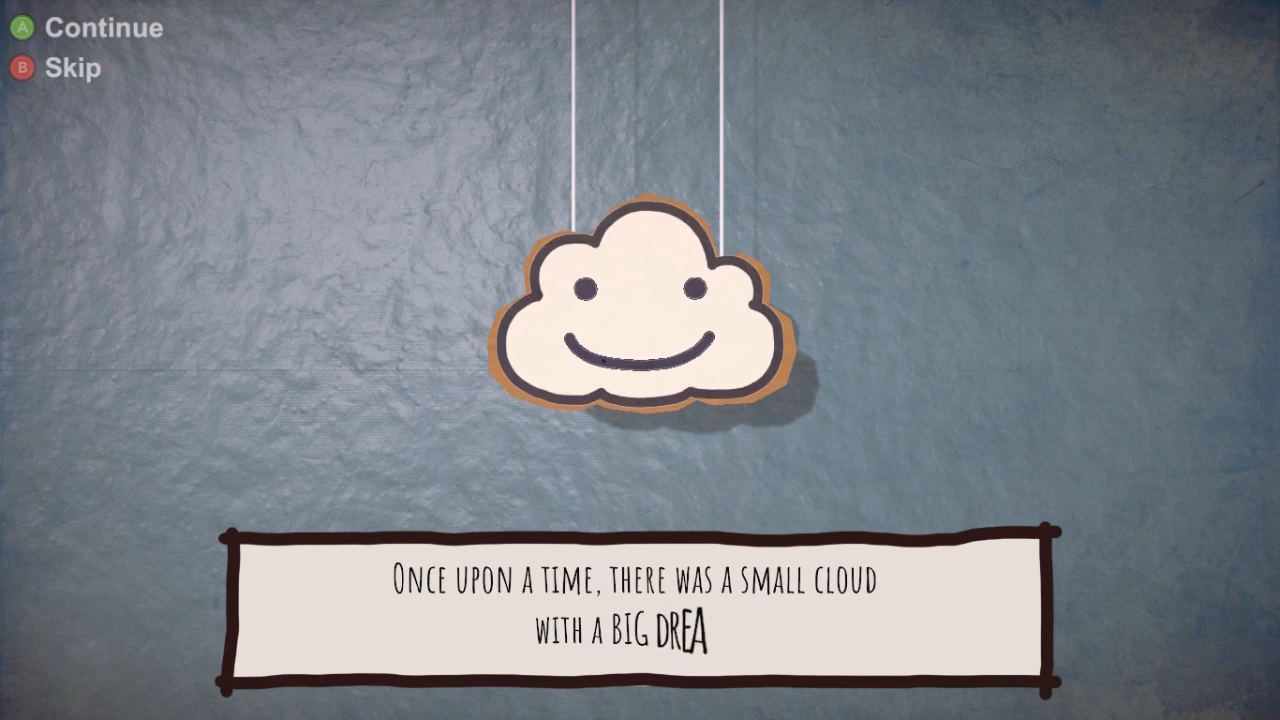 A Continue
B Skip
ONCE UPON A TIME, THERE WAS A SMALL CLOUD
WITH A BIG DREA